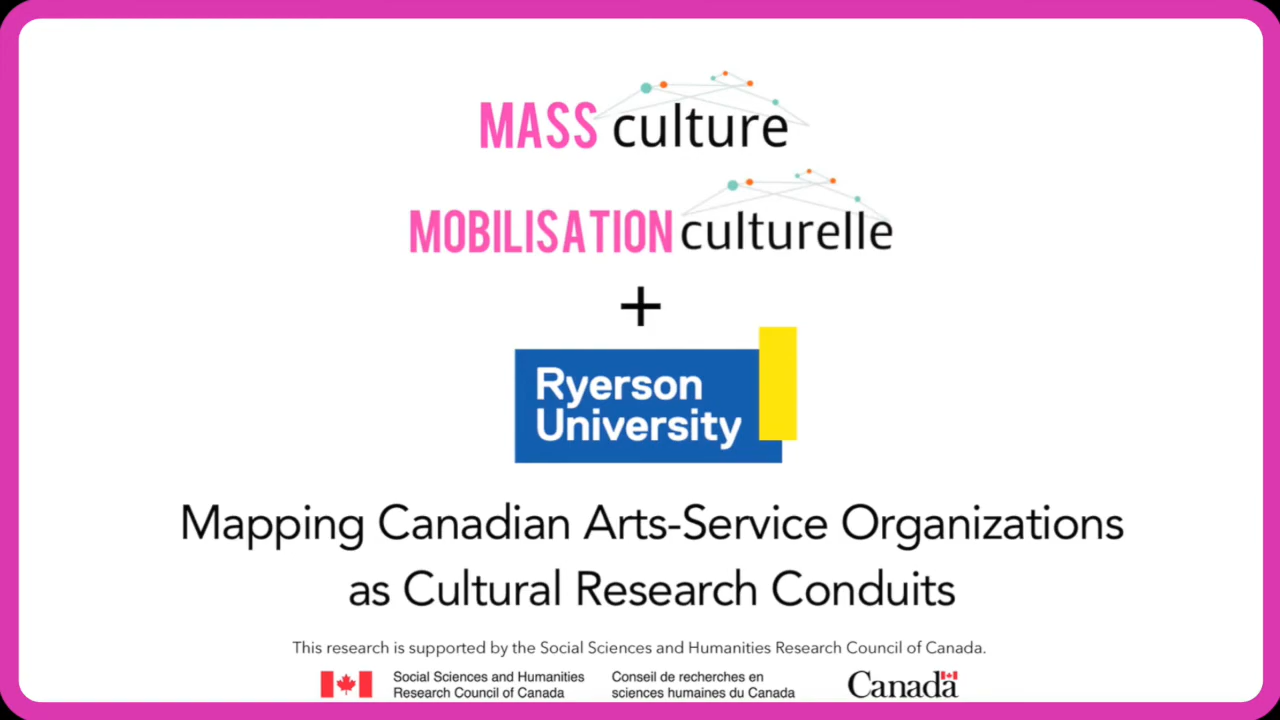 MASS culture
MOBILISATION culturelle
+
Ryerson
University
Mapping Canadian Arts-Service Organizations
as Cultural Research Conduits
This research is supported by the Social Sciences and Humanities Research Council of Canada.
Social Sciences and Humanities
Research Council of Canada
Conseil de recherches en
sciences humaines du Canada
Canada